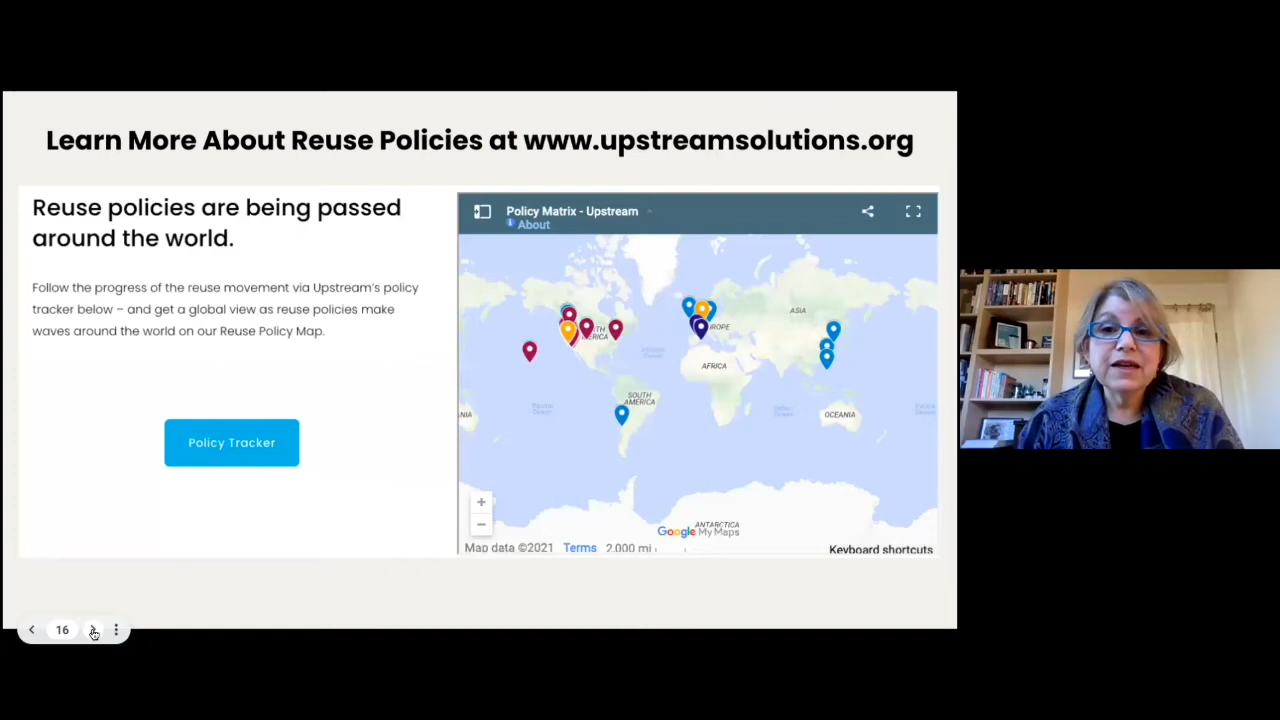 Learn More About Reuse Policies at www.upstreamsolutions.org
Reuse policies are being passed
around the world.
Follow the progress of the reuse movement via Upstream's policy
tracker below – and get a global view as reuse policies make
waves around the world on our Reuse Policy Map.
Policy Tracker
Policy Matrix - Upstream
About
ASIA
EUROPE
AFRICA
SOUTH
AMERICA
OCEANIA
+
−
ANTARCTICA
Google My Maps
Map data ©2021 Terms 2,000 mi
Keyboard shortcuts
16